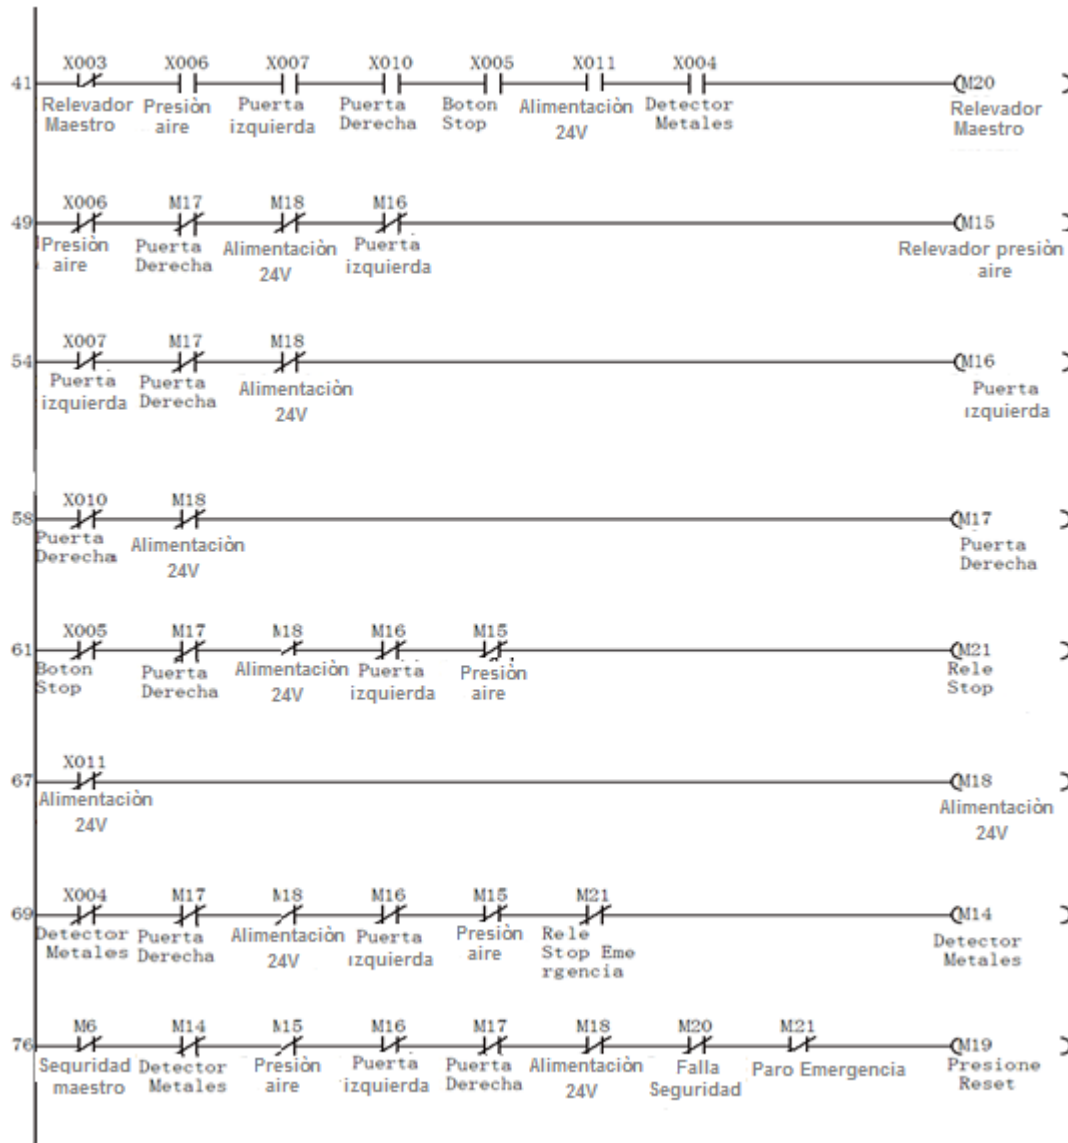 X003 X006 X007 X010 X005 X011 X004
41 M20
Relevador Presiòn Puerta Puerta Boton Alimentaciòn Detector Relevador
Maestro aire izquierda Derecha Stop 24V Metales Maestro
X006 M17 M18 M16
49 M15
Presiòn Puerta Alimentaciòn Puerta Relevador presiòn
aire Derecha 24V izquierda aire
X007 M17 M18
54 M16
Puerta Puerta Alimentaciòn Puerta
izquierda Derecha 24V ızquierda
X010 M18
58 M17
Puerta Alimentaciòn Puerta
Derecha 24V Derecha
X005 M17 M18 M16 M15
61 M21
Boton Puerta Alimentaciòn Puerta Presiòn Rele
Stop Derecha 24V izquierda aire Stop
X011
67 M18
Alimentaciòn Alimentaciòn
24V 24V
X004 M17 M18 M16 M15 M21
69 M14
Detector Puerta Alimentaciòn Puerta Presiòn Rele Detector
Metales Derecha 24V ızquierda aire Stop Eme Metales
rgencia
M6 M14 M15 M16 M17 M18 M20 M21
76 M19
Sequridad Detector Presiòn Puerta Puerta Alimentaciòn Falla Paro Emergencia Presione
maestro Metales aire izquierda Derecha 24V Seguridad Reset